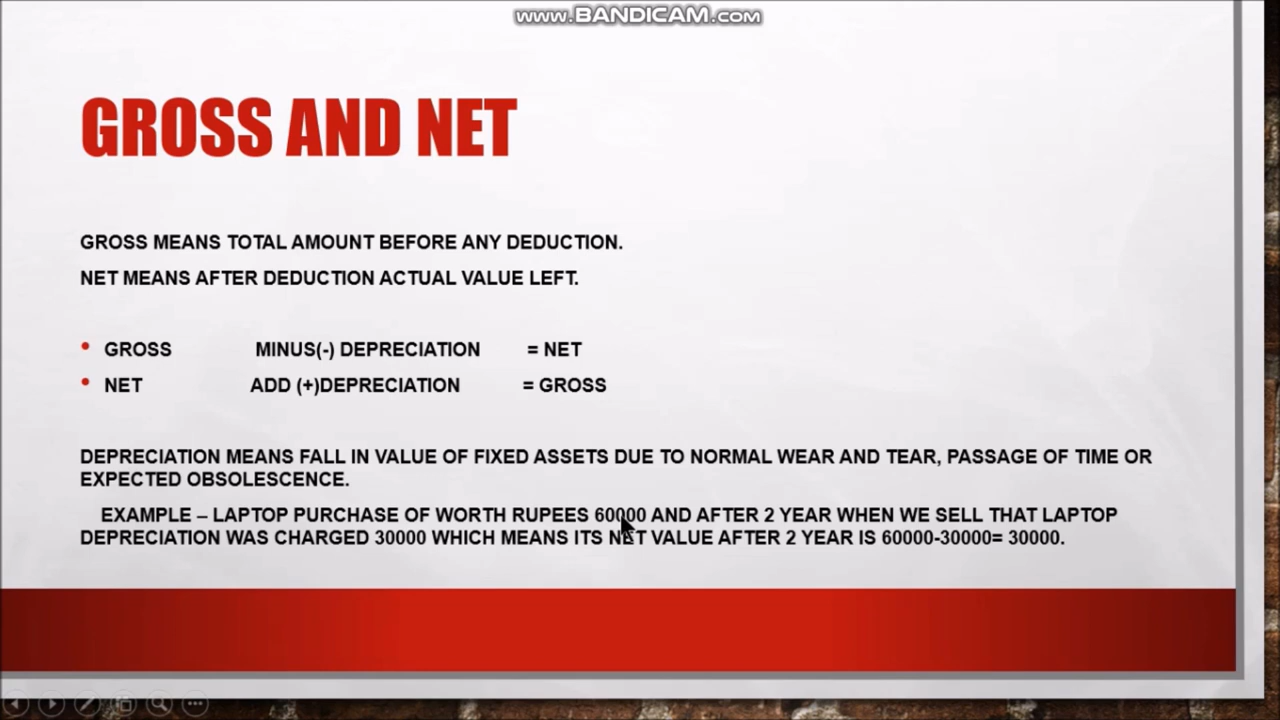 www.BANDICAM.com
GROSS AND NET
GROSS MEANS TOTAL AMOUNT BEFORE ANY DEDUCTION.
NET MEANS AFTER DEDUCTION ACTUAL VALUE LEFT.
• GROSS MINUS(-) DEPRECIATION = NET
• NET ADD (+)DEPRECIATION = GROSS
DEPRECIATION MEANS FALL IN VALUE OF FIXED ASSETS DUE TO NORMAL WEAR AND TEAR, PASSAGE OF TIME OR
EXPECTED OBSOLESCENCE.
EXAMPLE – LAPTOP PURCHASE OF WORTH RUPEES 60000 AND AFTER 2 YEAR WHEN WE SELL THAT LAPTOP
DEPRECIATION WAS CHARGED 30000 WHICH MEANS ITS NET VALUE AFTER 2 YEAR IS 60000-30000= 30000.